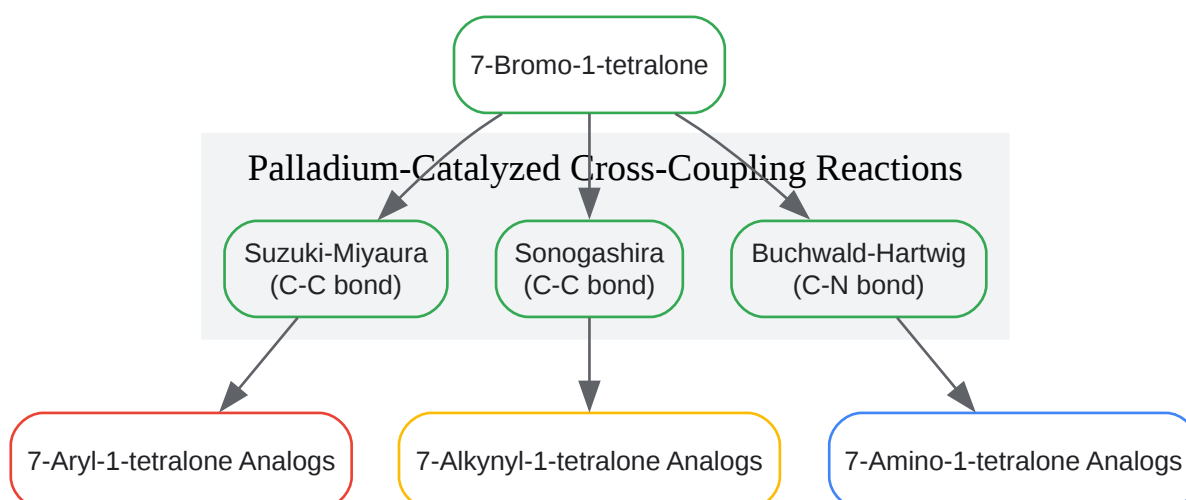 7-Bromo-1-tetralone
Palladium-Catalyzed Cross-Coupling Reactions
Suzuki-Miyaura
(C-C bond)
Sonogashira
(C-C bond)
Buchwald-Hartwig
(C-N bond)
7-Aryl-1-tetralone Analogs
7-Alkynyl-1-tetralone Analogs
7-Amino-1-tetralone Analogs